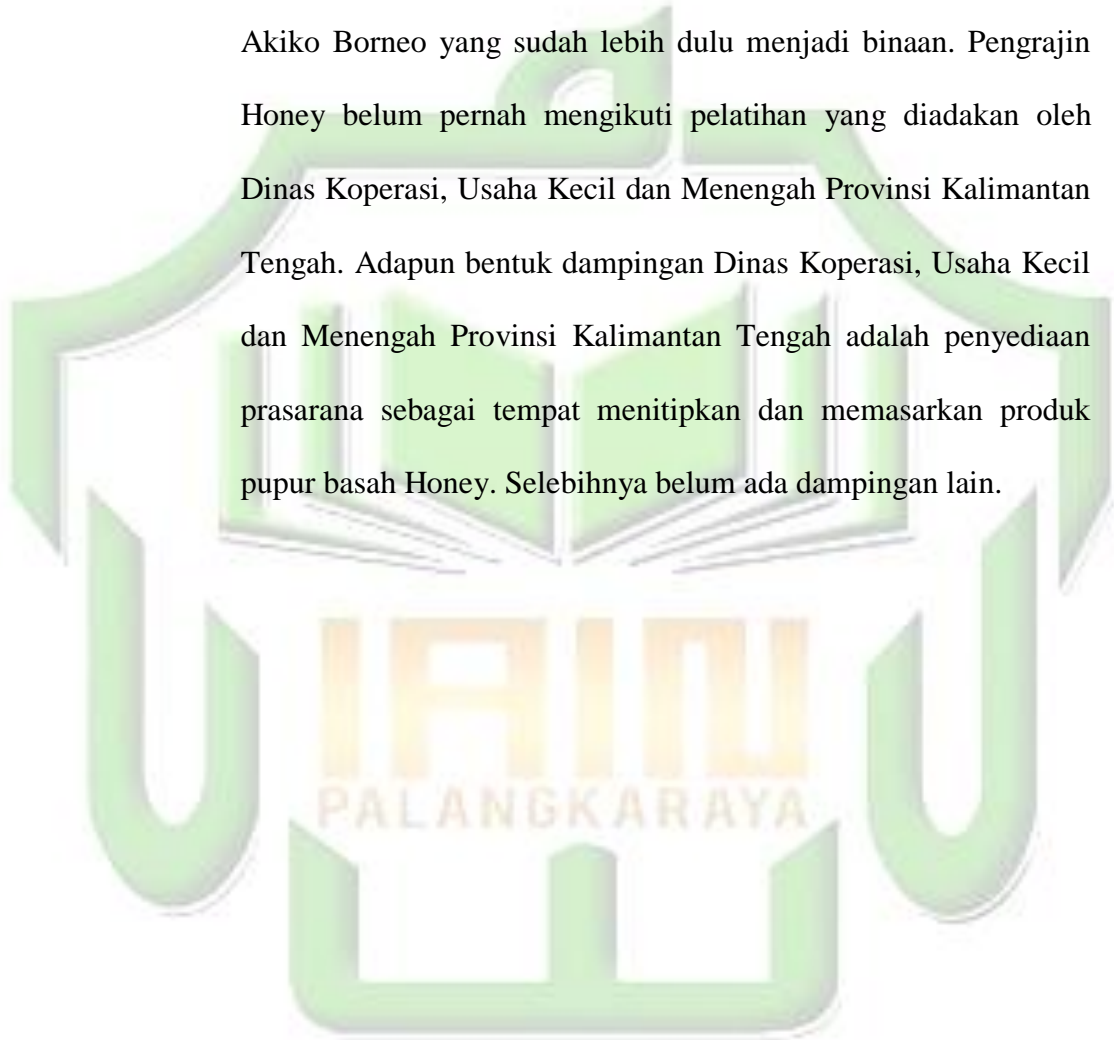 Akiko Borneo yang sudah lebih dulu menjadi binaan. Pengrajin
Honey belum pernah mengikuti pelatihan yang diadakan oleh
Dinas Koperasi, Usaha Kecil dan Menengah Provinsi Kalimantan
Tengah. Adapun bentuk dampingan Dinas Koperasi, Usaha Kecil
dan Menengah Provinsi Kalimantan Tengah adalah penyediaan
prasarana sebagai tempat menitipkan dan memasarkan produk
pupur basah Honey. Selebihnya belum ada dampingan lain.
IAIN
PALANGKARAYA